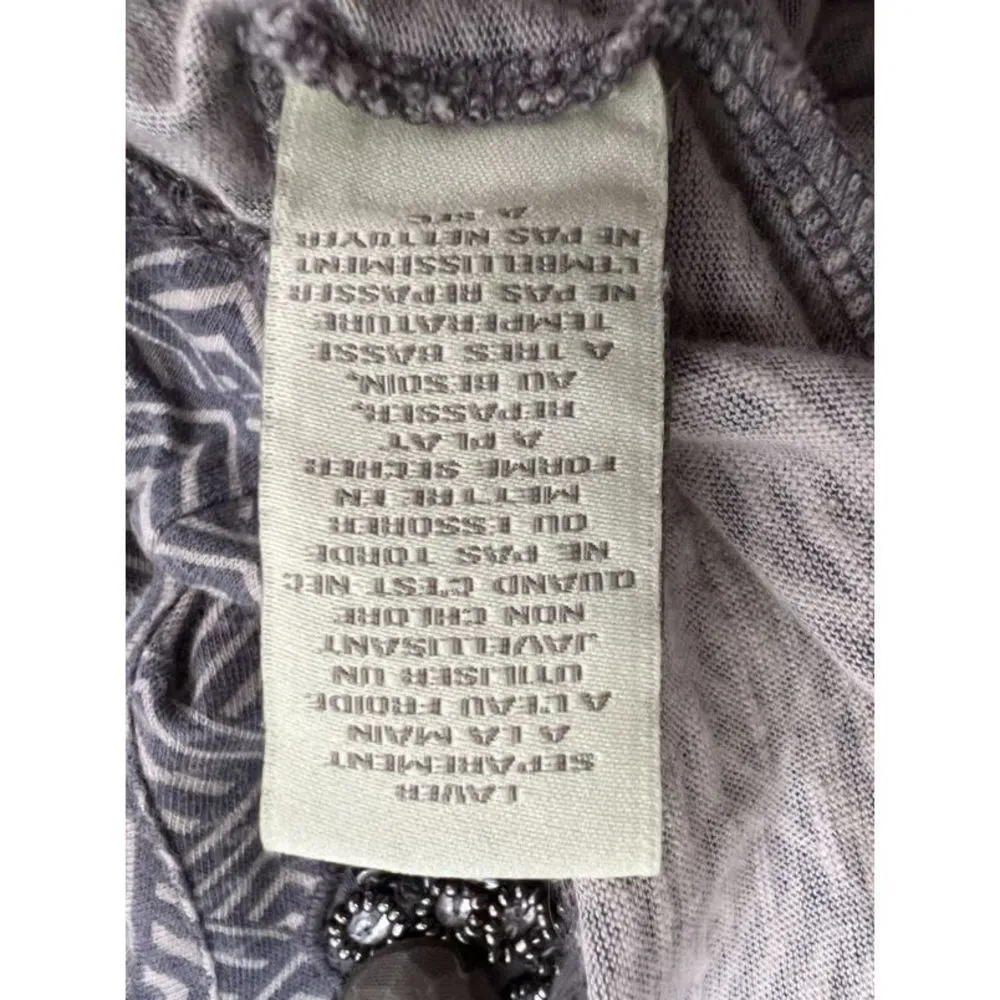 LAVER
SEPAREMENT
A LA MAIN
A L'EAU FROIDE
UTILISER UN
JAVELLISANT
NON CHLORE
QUAND C'EST NEC
NE PAS TORDE
OU ESSORER
METTRE EN
FORME SECHER
A PLAT
REPASSER,
AU BESOIN,
A TRES BASSE
TEMPERATURE
NE PAS REPASSER
L'EMBELLISSEMENT
NE PAS NETTOYER
A SEC